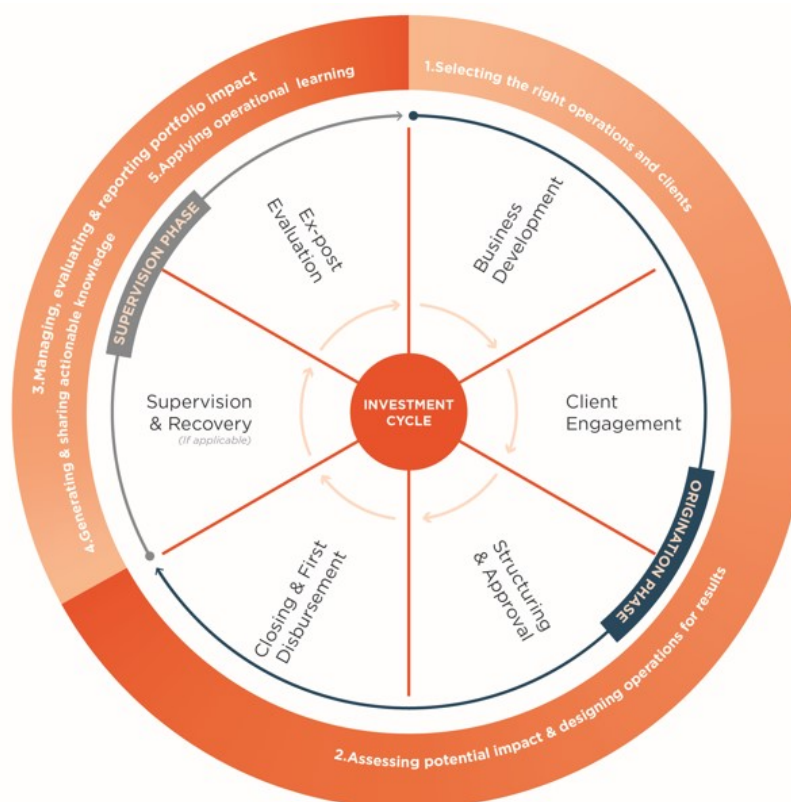 1.Selecting the right operations and clients
2.Assessing potential impact & designing operations for results
3.Managing, evaluating & reporting portfolio impact
4.Generating & sharing actionable knowledge
5.Applying operational learning
Business
Development
Client
Engagement
ORIGINATION PHASE
Structuring
& Approval
Closing & First
Disbursement
Supervision
& Recovery
(If applicable)
SUPERVISION PHASE
Ex-post
Evaluation
INVESTMENT
CYCLE